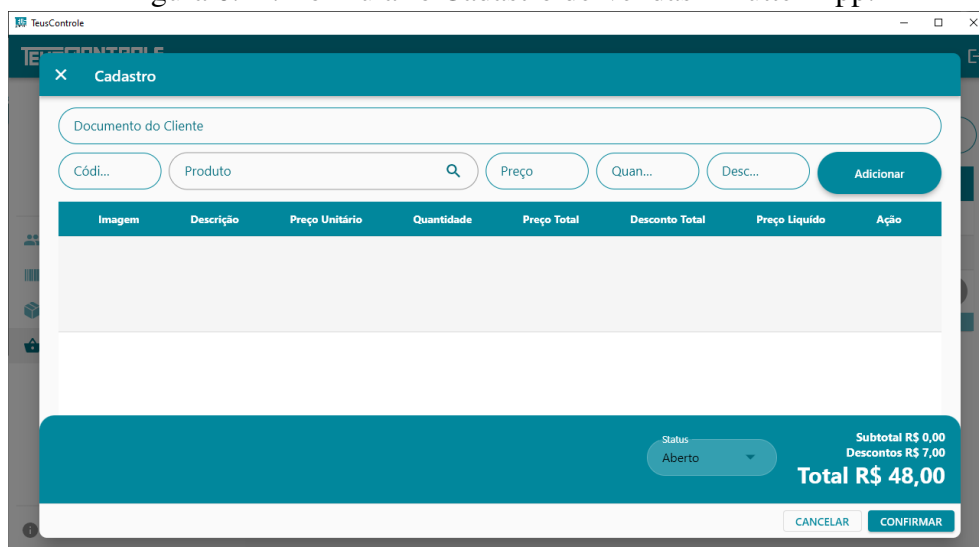 TeusControle
Cadastro
Documento do Cliente
Códi... Produto Preço Quan... Desc... Adicionar
Imagem Descrição Preço Unitário Quantidade Preço Total Desconto Total Preço Liquído Ação
Status
Aberto
Subtotal R$ 0,00
Descontos R$ 7,00
Total R$ 48,00
CANCELAR CONFIRMAR